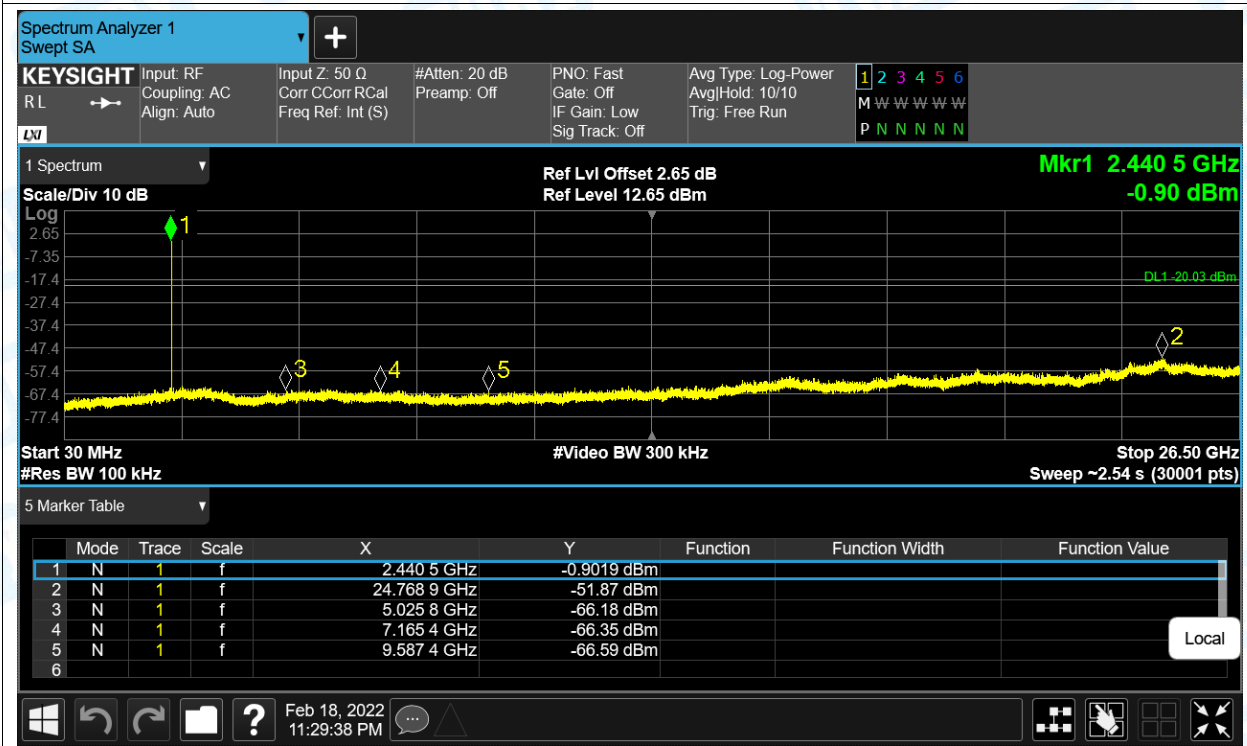 Spectrum Analyzer 1
Swept SA
KEYSIGHT
R L
LXI
Input: RF
Coupling: AC
Align: Auto
Input Z: 50 Ω
Corr CCorr RCal
Freq Ref: Int (S)
#Atten: 20 dB
Preamp: Off
PNO: Fast
Gate: Off
IF Gain: Low
Sig Track: Off
Avg Type: Log-Power
Avg|Hold: 10/10
Trig: Free Run
1 2 3 4 5 6
M W W W W W
P N N N N N
1 Spectrum
Scale/Div 10 dB
Ref Lvl Offset 2.65 dB
Ref Level 12.65 dBm
Mkr1 2.440 5 GHz
-0.90 dBm
Log
2.65
-7.35
-17.4
-27.4
-37.4
-47.4
-57.4
-67.4
-77.4
1
DL1 -20.03 dBm
2
3
4
5
Start 30 MHz
#Res BW 100 kHz
#Video BW 300 kHz
Stop 26.50 GHz
Sweep ~2.54 s (30001 pts)
5 Marker Table
Mode Trace Scale X Y Function Function Width Function Value
1 N 1 f 2.440 5 GHz -0.9019 dBm
2 N 1 f 24.768 9 GHz -51.87 dBm
3 N 1 f 5.025 8 GHz -66.18 dBm
4 N 1 f 7.165 4 GHz -66.35 dBm
5 N 1 f 9.587 4 GHz -66.59 dBm
6
Local
?
Feb 18, 2022
11:29:38 PM